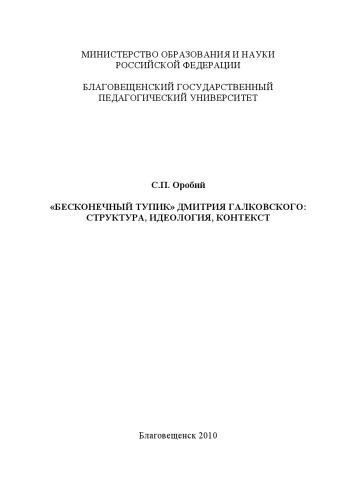 МИНИСТЕРСТВО ОБРАЗОВАНИЯ И НАУКИ
РОССИЙСКОЙ ФЕДЕРАЦИИ
БЛАГОВЕЩЕНСКИЙ ГОСУДАРСТВЕННЫЙ
ПЕДАГОГИЧЕСКИЙ УНИВЕРСИТЕТ
С.П. Оробий
«БЕСКОНЕЧНЫЙ ТУПИК» ДМИТРИЯ ГАЛКОВСКОГО:
СТРУКТУРА, ИДЕОЛОГИЯ, КОНТЕКСТ
Благовещенск 2010